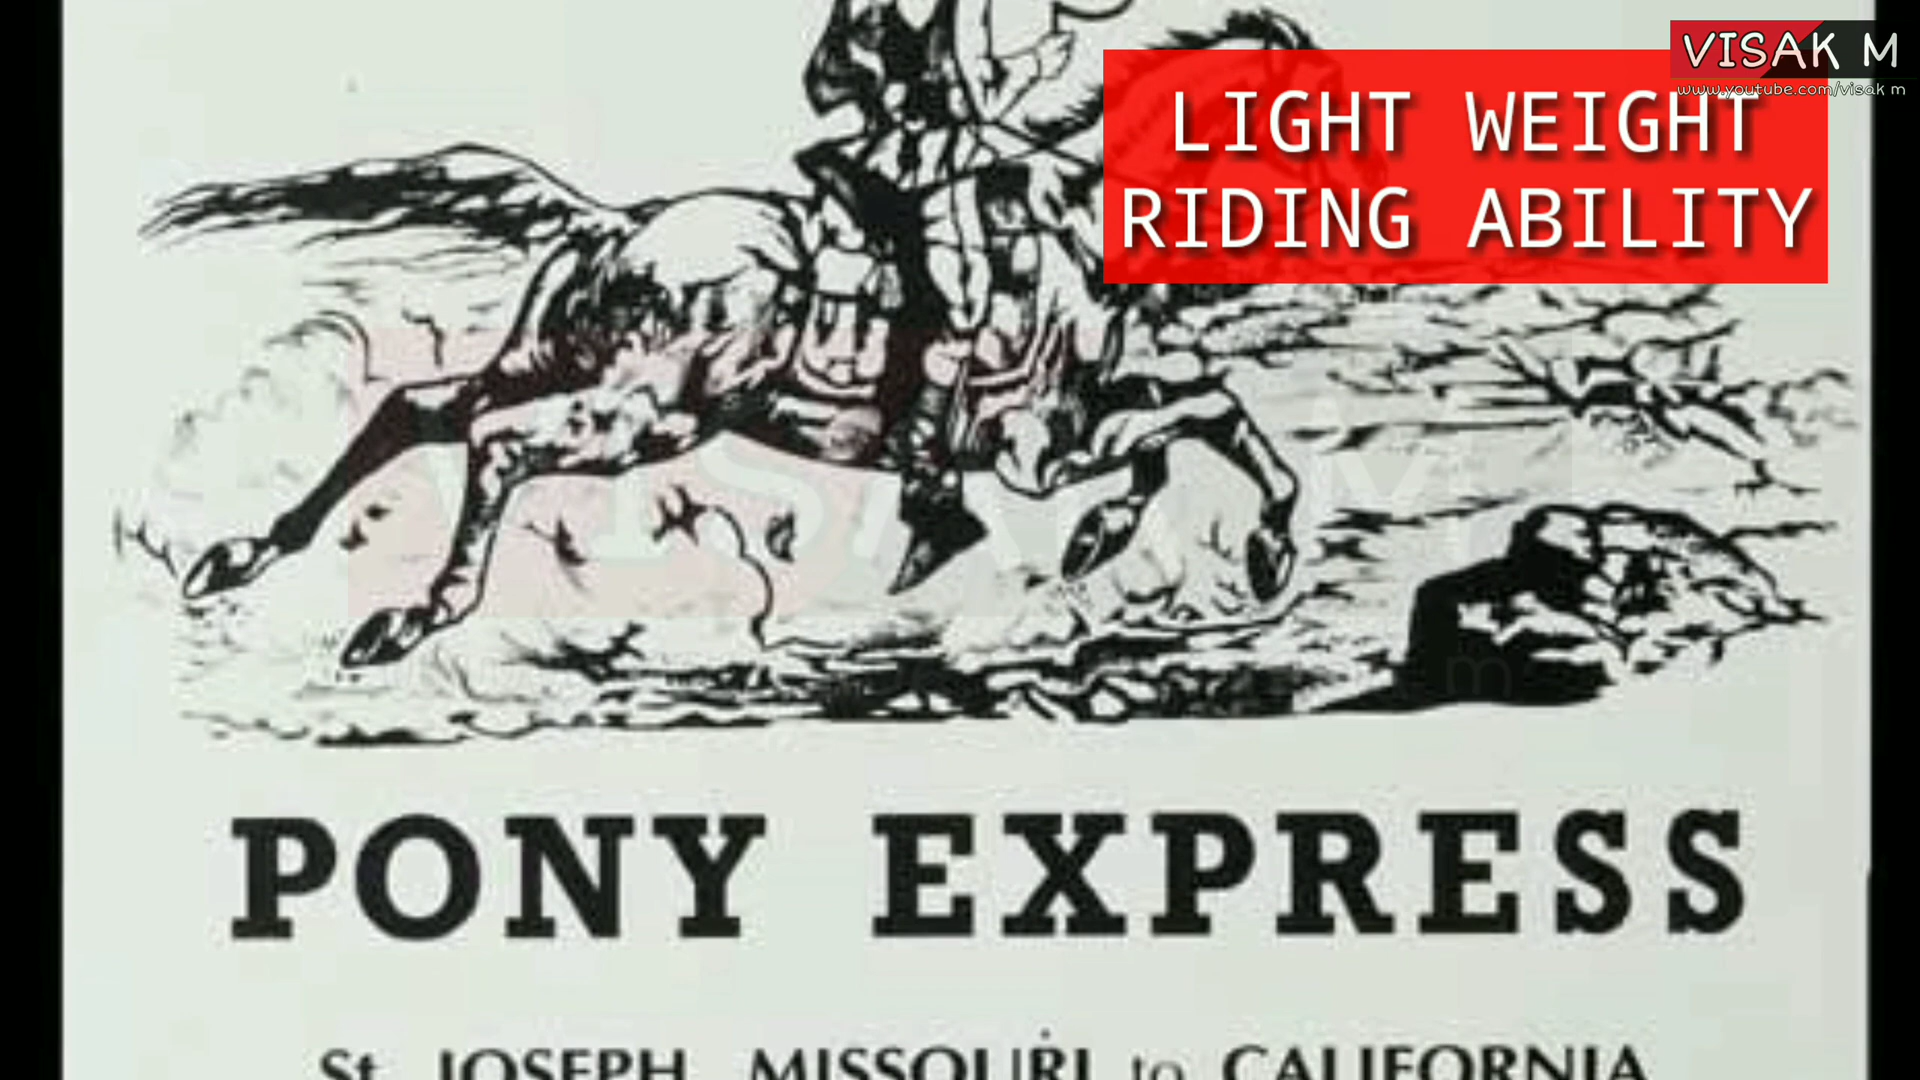 VISAK M
www.youtube.com/visak m
LIGHT WEIGHT
RIDING ABILITY
PONY EXPRESS
St. JOSEPH, MISSOURI to CALIFORNIA